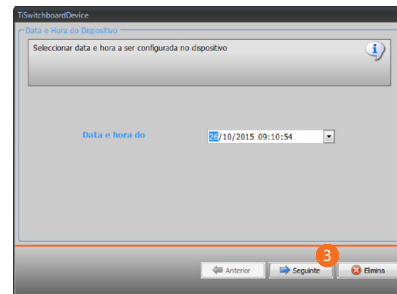 TiSwitchboardDevice
Data e Hora do Dispositivo
Seleccionar data e hora a ser configurada no dispositivo
Data e hora do
26/10/2015 09:10:54
3
Anterior
Seguinte
Elimina